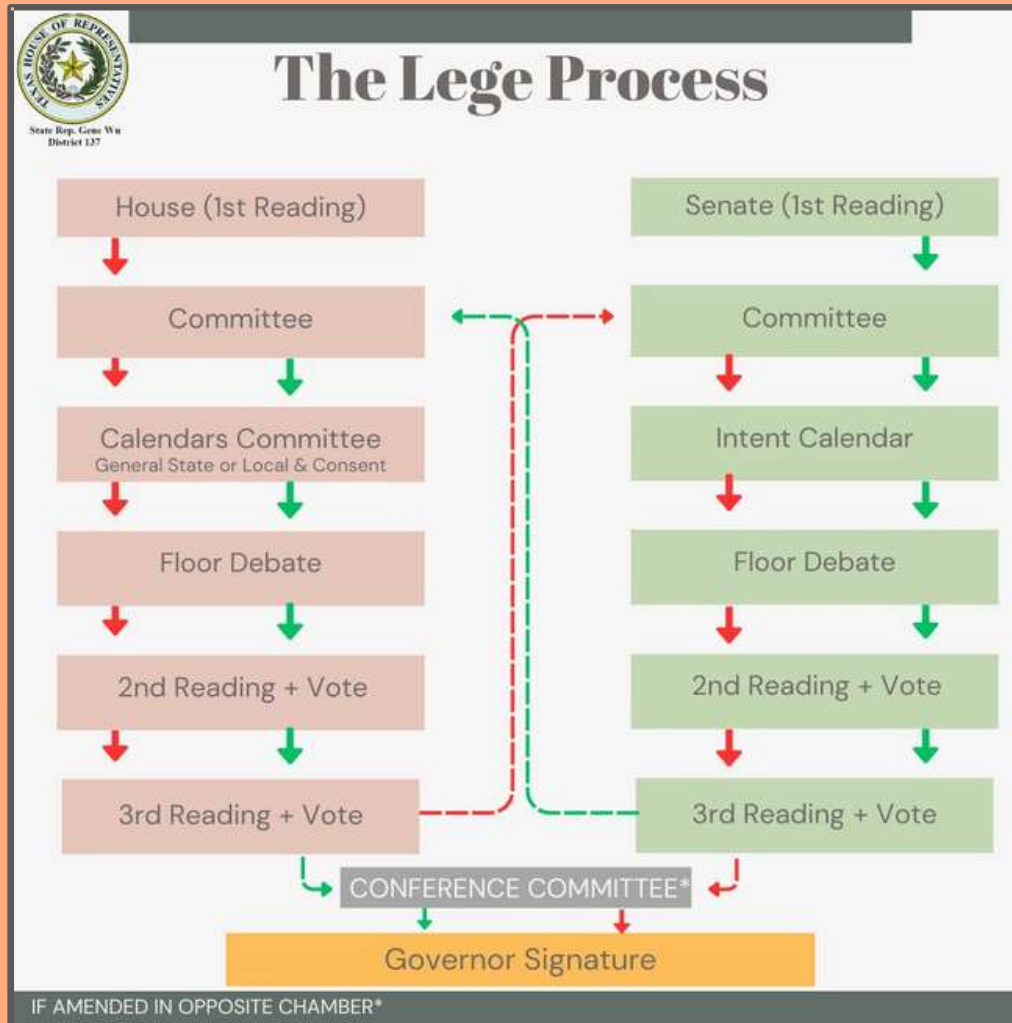 TEXAS HOUSE OF REPRESENTATIVES
State Rep. Gene Wu
District 137
The Lege Process
House (1st Reading)
Committee
Calendars Committee
General State or Local & Consent
Floor Debate
2nd Reading + Vote
3rd Reading + Vote
Senate (1st Reading)
Committee
Intent Calendar
Floor Debate
2nd Reading + Vote
3rd Reading + Vote
CONFERENCE COMMITTEE*
Governor Signature
IF AMENDED IN OPPOSITE CHAMBER*